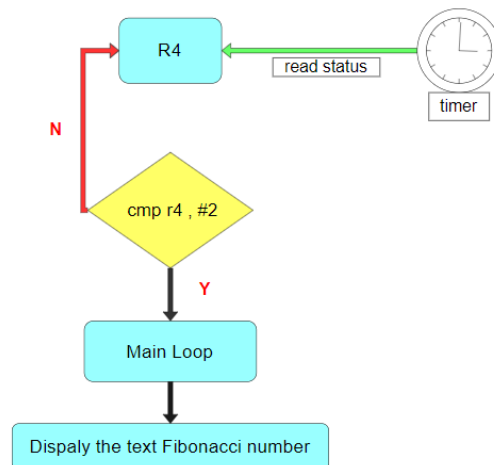 R4
read status
timer
N
cmp r4 , #2
Y
Main Loop
Dispaly the text Fibonacci number